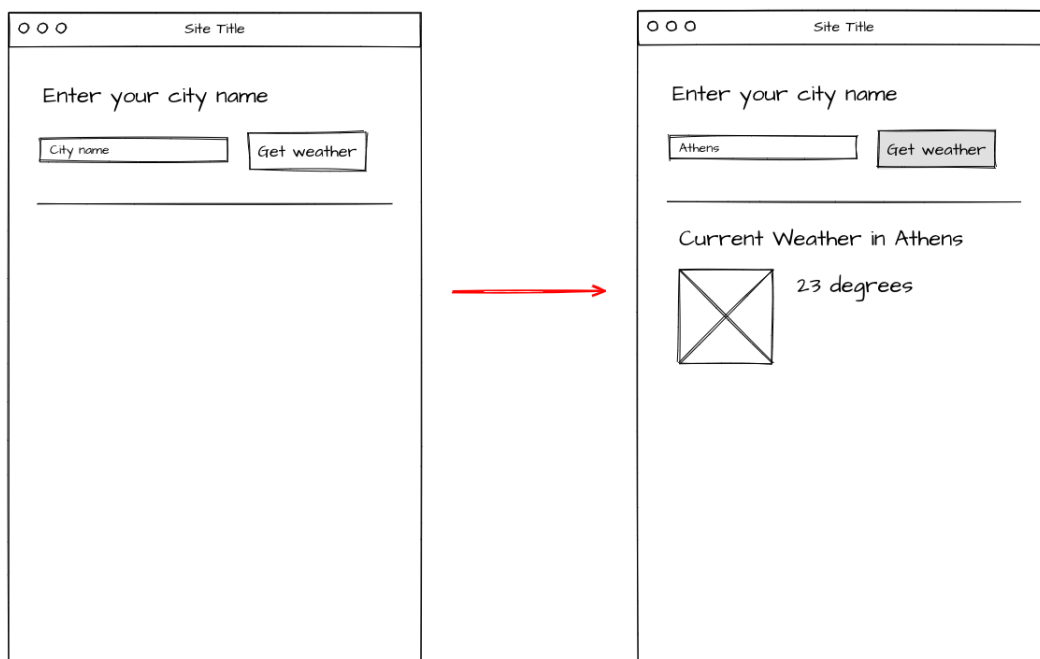 Site Title
Enter your city name
City name
Get weather
Site Title
Enter your city name
Athens
Get weather
Current Weather in Athens
23 degrees